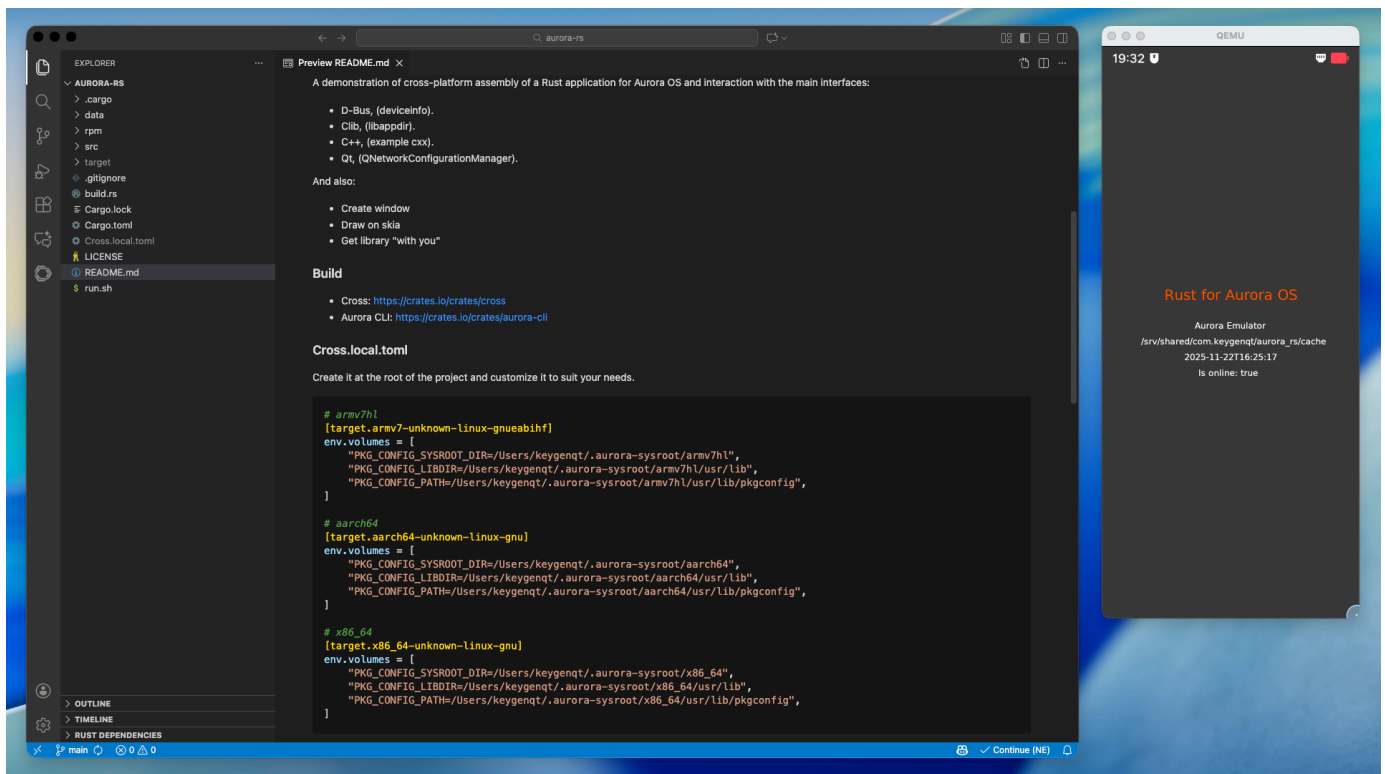 aurora-rs
EXPLORER
AURORA-RS
.cargo
data
rpm
src
target
.gitignore
build.rs
Cargo.lock
Cargo.toml
Cross.local.toml
LICENSE
README.md
run.sh
OUTLINE
TIMELINE
RUST DEPENDENCIES
Preview README.md
A demonstration of cross-platform assembly of a Rust application for Aurora OS and interaction with the main interfaces:
• D-Bus, (deviceinfo).
• Clib, (libappdir).
• C++, (example cxx).
• Qt, (QNetworkConfigurationManager).
And also:
• Create window
• Draw on skia
• Get library "with you"
Build
• Cross: https://crates.io/crates/cross
• Aurora CLI: https://crates.io/crates/aurora-cli
Cross.local.toml
Create it at the root of the project and customize it to suit your needs.
# armv7hl
[target.armv7-unknown-linux-gnueabihf]
env.volumes = [
"PKG_CONFIG_SYSROOT_DIR=/Users/keygenqt/.aurora-sysroot/armv7hl",
"PKG_CONFIG_LIBDIR=/Users/keygenqt/.aurora-sysroot/armv7hl/usr/lib",
"PKG_CONFIG_PATH=/Users/keygenqt/.aurora-sysroot/armv7hl/usr/lib/pkgconfig",
]
# aarch64
[target.aarch64-unknown-linux-gnu]
env.volumes = [
"PKG_CONFIG_SYSROOT_DIR=/Users/keygenqt/.aurora-sysroot/aarch64",
"PKG_CONFIG_LIBDIR=/Users/keygenqt/.aurora-sysroot/aarch64/usr/lib",
"PKG_CONFIG_PATH=/Users/keygenqt/.aurora-sysroot/aarch64/usr/lib/pkgconfig",
]
# x86_64
[target.x86_64-unknown-linux-gnu]
env.volumes = [
"PKG_CONFIG_SYSROOT_DIR=/Users/keygenqt/.aurora-sysroot/x86_64",
"PKG_CONFIG_LIBDIR=/Users/keygenqt/.aurora-sysroot/x86_64/usr/lib",
"PKG_CONFIG_PATH=/Users/keygenqt/.aurora-sysroot/x86_64/usr/lib/pkgconfig",
]
main 0 0
Continue (NE)
QEMU
19:32
Rust for Aurora OS
Aurora Emulator
/srv/shared/com.keygenqt/aurora_rs/cache
2025-11-22T16:25:17
Is online: true